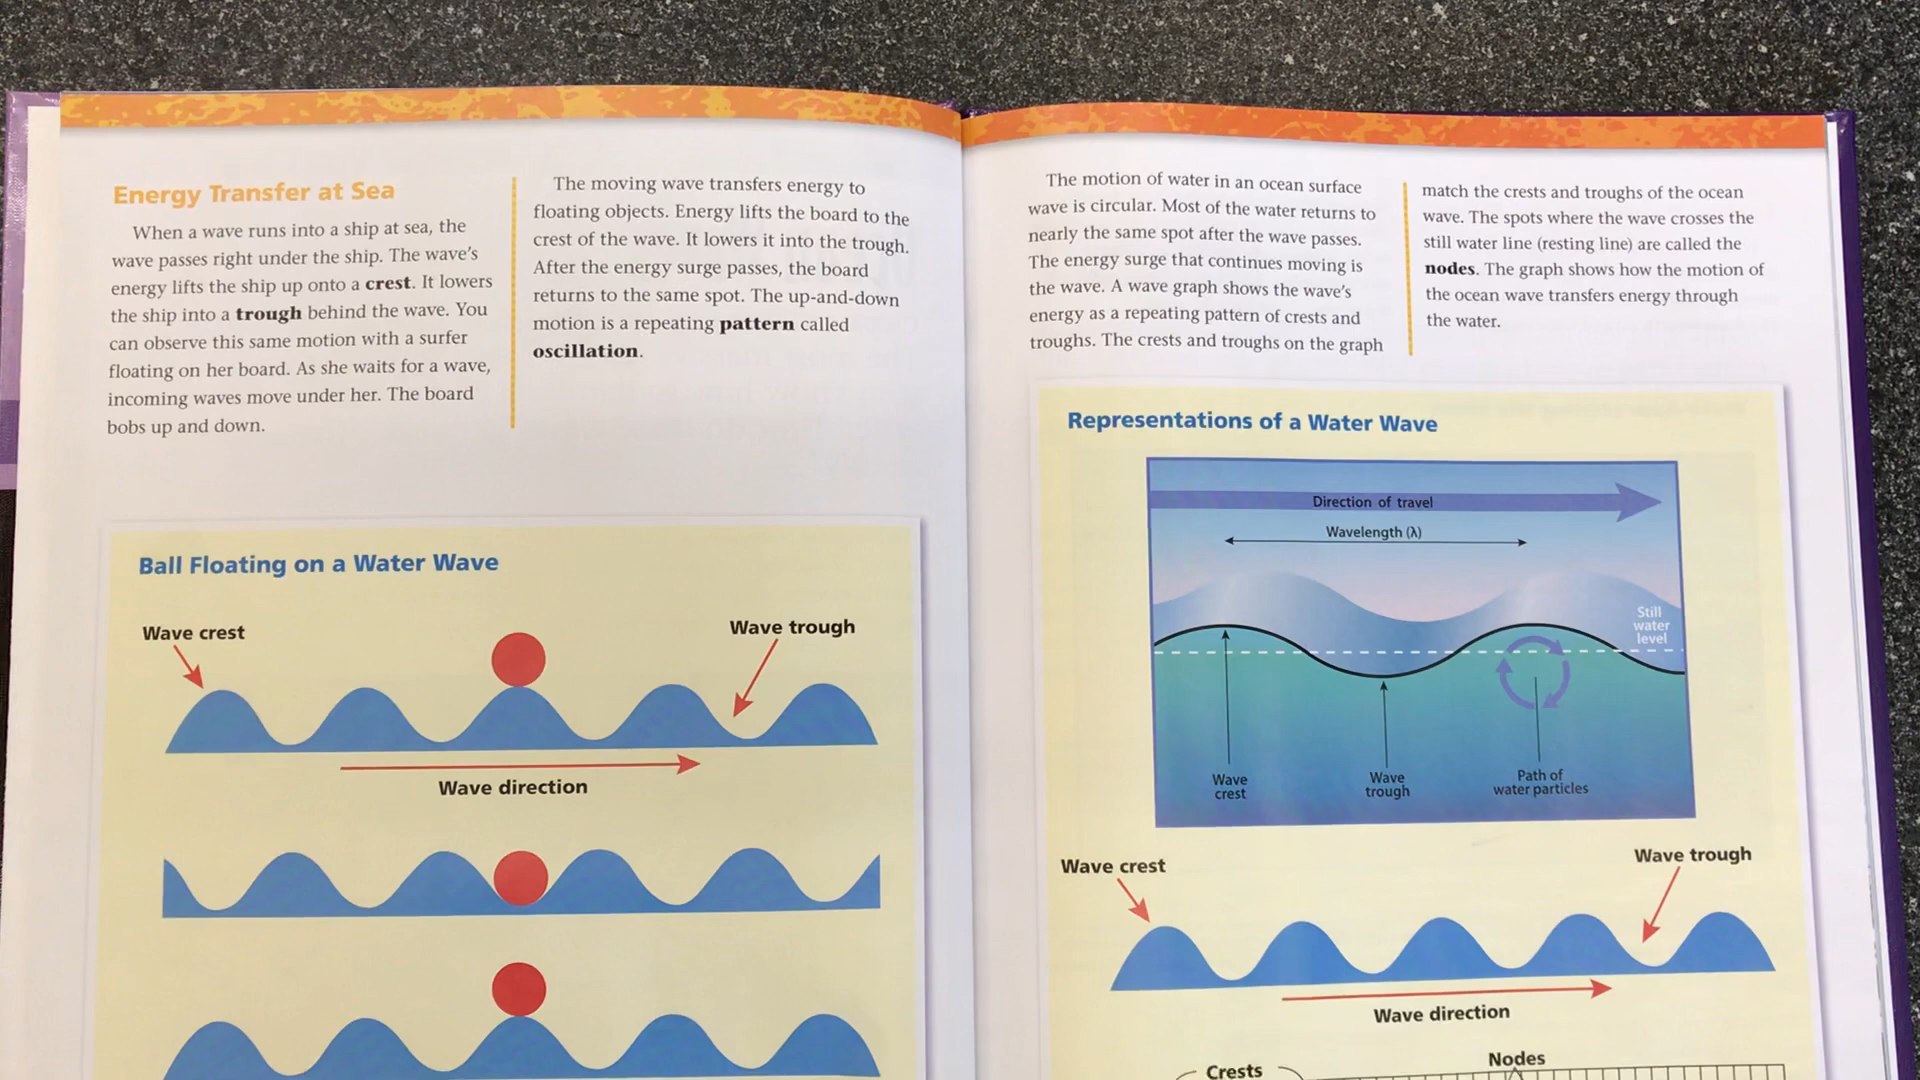 Energy Transfer at Sea
When a wave runs into a ship at sea, the
wave passes right under the ship. The wave's
energy lifts the ship up onto a crest. It lowers
the ship into a trough behind the wave. You
can observe this same motion with a surfer
floating on her board. As she waits for a wave,
incoming waves move under her. The board
bobs up and down.
The moving wave transfers energy to
floating objects. Energy lifts the board to the
crest of the wave. It lowers it into the trough.
After the energy surge passes, the board
returns to the same spot. The up-and-down
motion is a repeating pattern called
oscillation.
Ball Floating on a Water Wave
Wave crest
Wave trough
Wave direction
The motion of water in an ocean surface
wave is circular. Most of the water returns to
nearly the same spot after the wave passes.
The energy surge that continues moving is
the wave. A wave graph shows the wave's
energy as a repeating pattern of crests and
troughs. The crests and troughs on the graph
match the crests and troughs of the ocean
wave. The spots where the wave crosses the
still water line (resting line) are called the
nodes. The graph shows how the motion of
the ocean wave transfers energy through
the water.
Representations of a Water Wave
Direction of travel
Wavelength (λ)
Still
water
level
Wave
crest
Wave
trough
Path of
water particles
Wave crest
Wave trough
Wave direction
Crests
Nodes